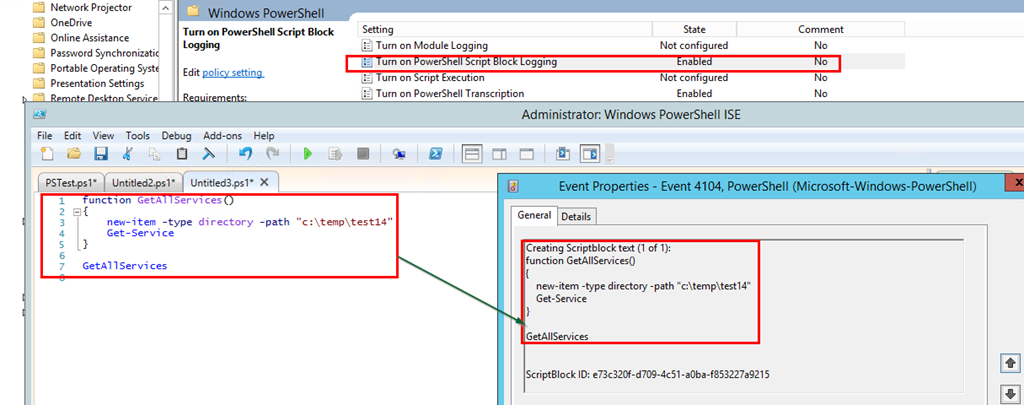 Network Projector
OneDrive
Online Assistance
Password Synchronizatic
Portable Operating Syste
Presentation Settings
Remote Desktop Service
Windows PowerShell
Turn on PowerShell Script Block
Logging
Edit policy setting.
Requirements:
Setting State Comment
Turn on Module Logging Not configured No
Turn on PowerShell Script Block Logging Enabled No
Turn on Script Execution Not configured No
Turn on PowerShell Transcription Enabled No
Administrator: Windows PowerShell ISE
File Edit View Tools Debug Add-ons Help
PSTest.ps1* Untitled2.ps1* Untitled3.ps1* X
1 function GetAllServices()
2 {
3 new-item -type directory -path "c:\temp\test14"
4 Get-Service
5 }
6
7 GetAllServices
8
Event Properties - Event 4104, PowerShell (Microsoft-Windows-PowerShell)
General Details
Creating Scriptblock text (1 of 1):
function GetAllServices()
{
new-item -type directory -path "c:\temp\test14"
Get-Service
}
GetAllServices
ScriptBlock ID: e73c320f-d709-4c51-a0ba-f853227a9215